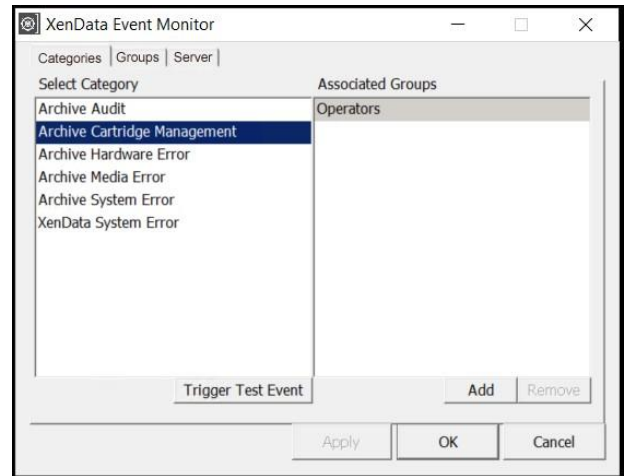 XenData Event Monitor
Categories Groups Server
Select Category Associated Groups
Archive Audit Operators
Archive Cartridge Management
Archive Hardware Error
Archive Media Error
Archive System Error
XenData System Error
Trigger Test Event Add Remove
Apply OK Cancel